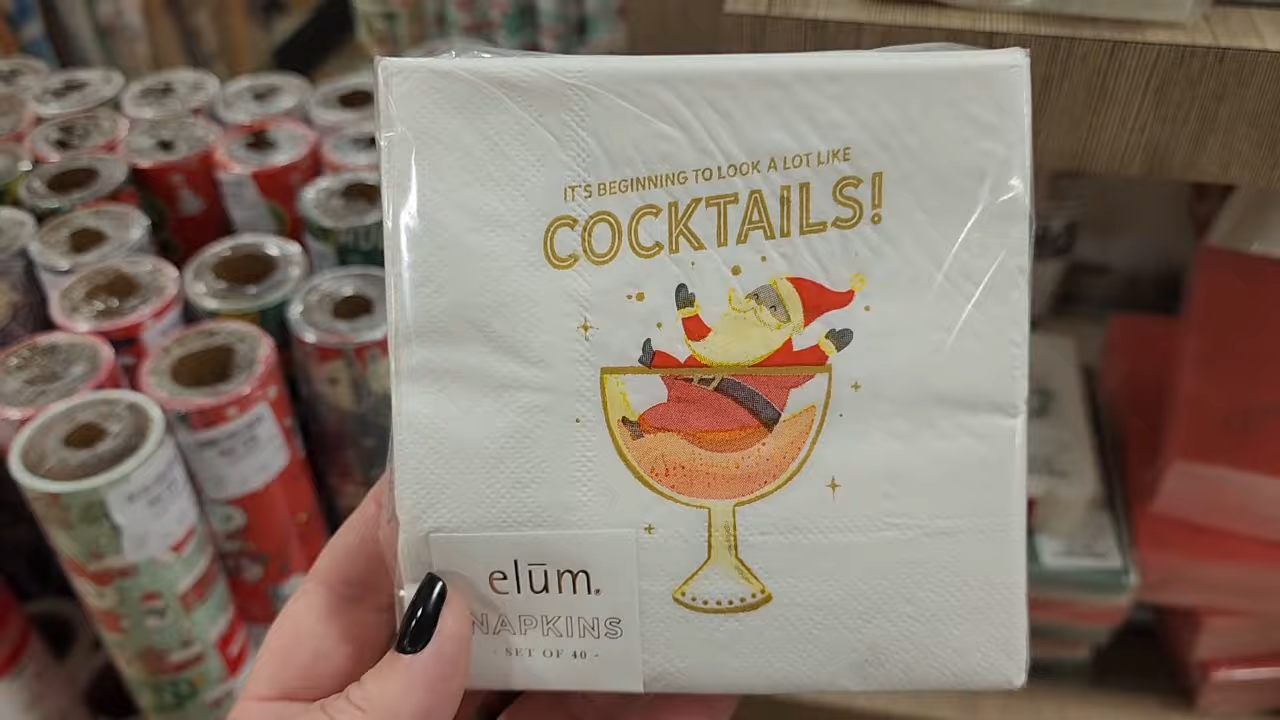 IT'S BEGINNING TO LOOK A LOT LIKE
COCKTAILS!
elūm.
NAPKINS
- SET OF 40 -